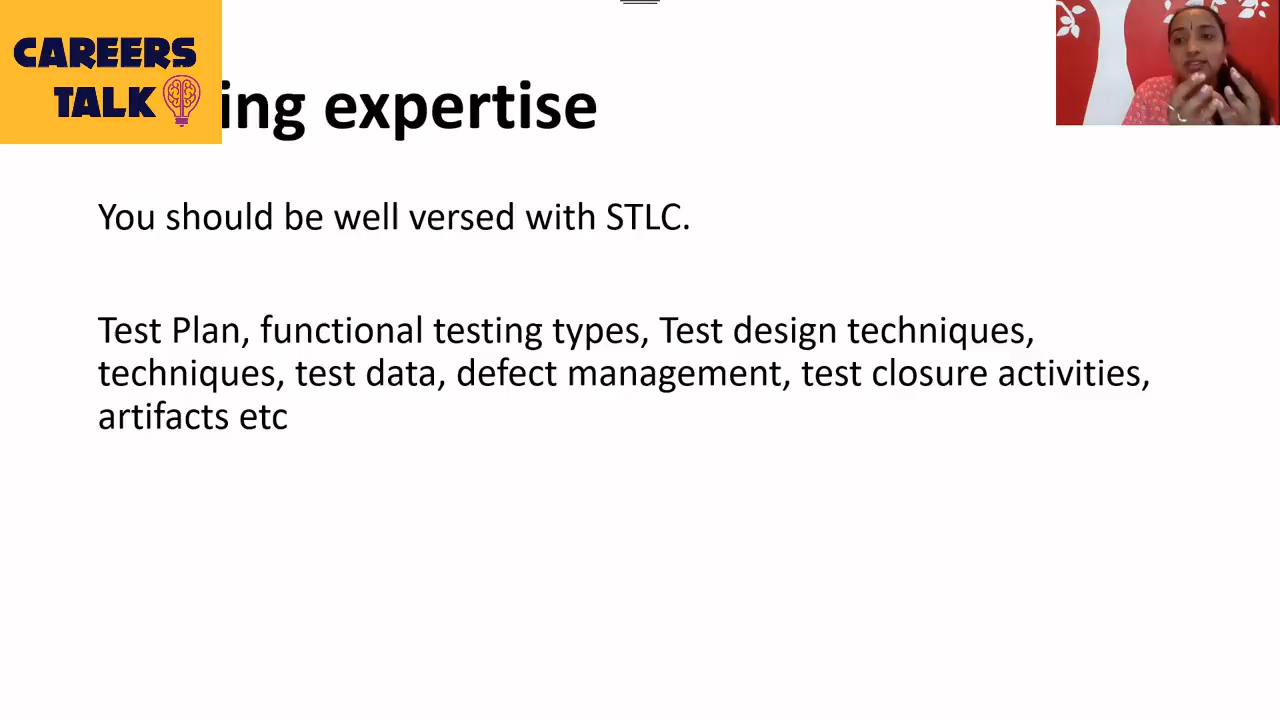 CAREERS
TALK
ing expertise
You should be well versed with STLC.
Test Plan, functional testing types, Test design techniques,
techniques, test data, defect management, test closure activities,
artifacts etc